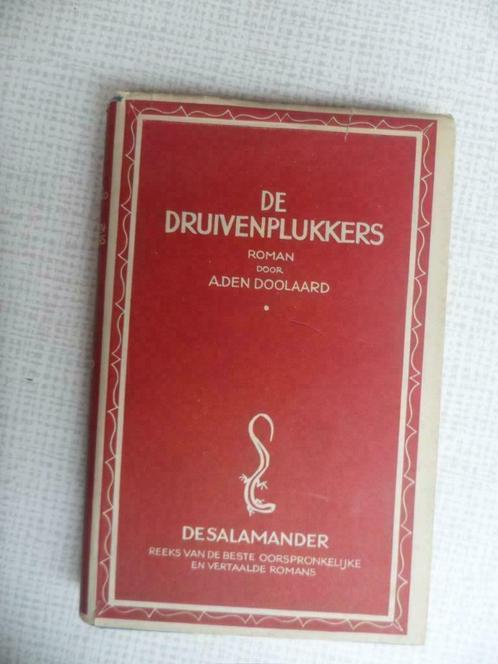 DE
DRUIVENPLUKKERS
ROMAN
DOOR
A.DEN DOOLAARD
DE SALAMANDER
REEKS VAN DE BESTE OORSPRONKELIJKE
EN VERTAALDE ROMANS